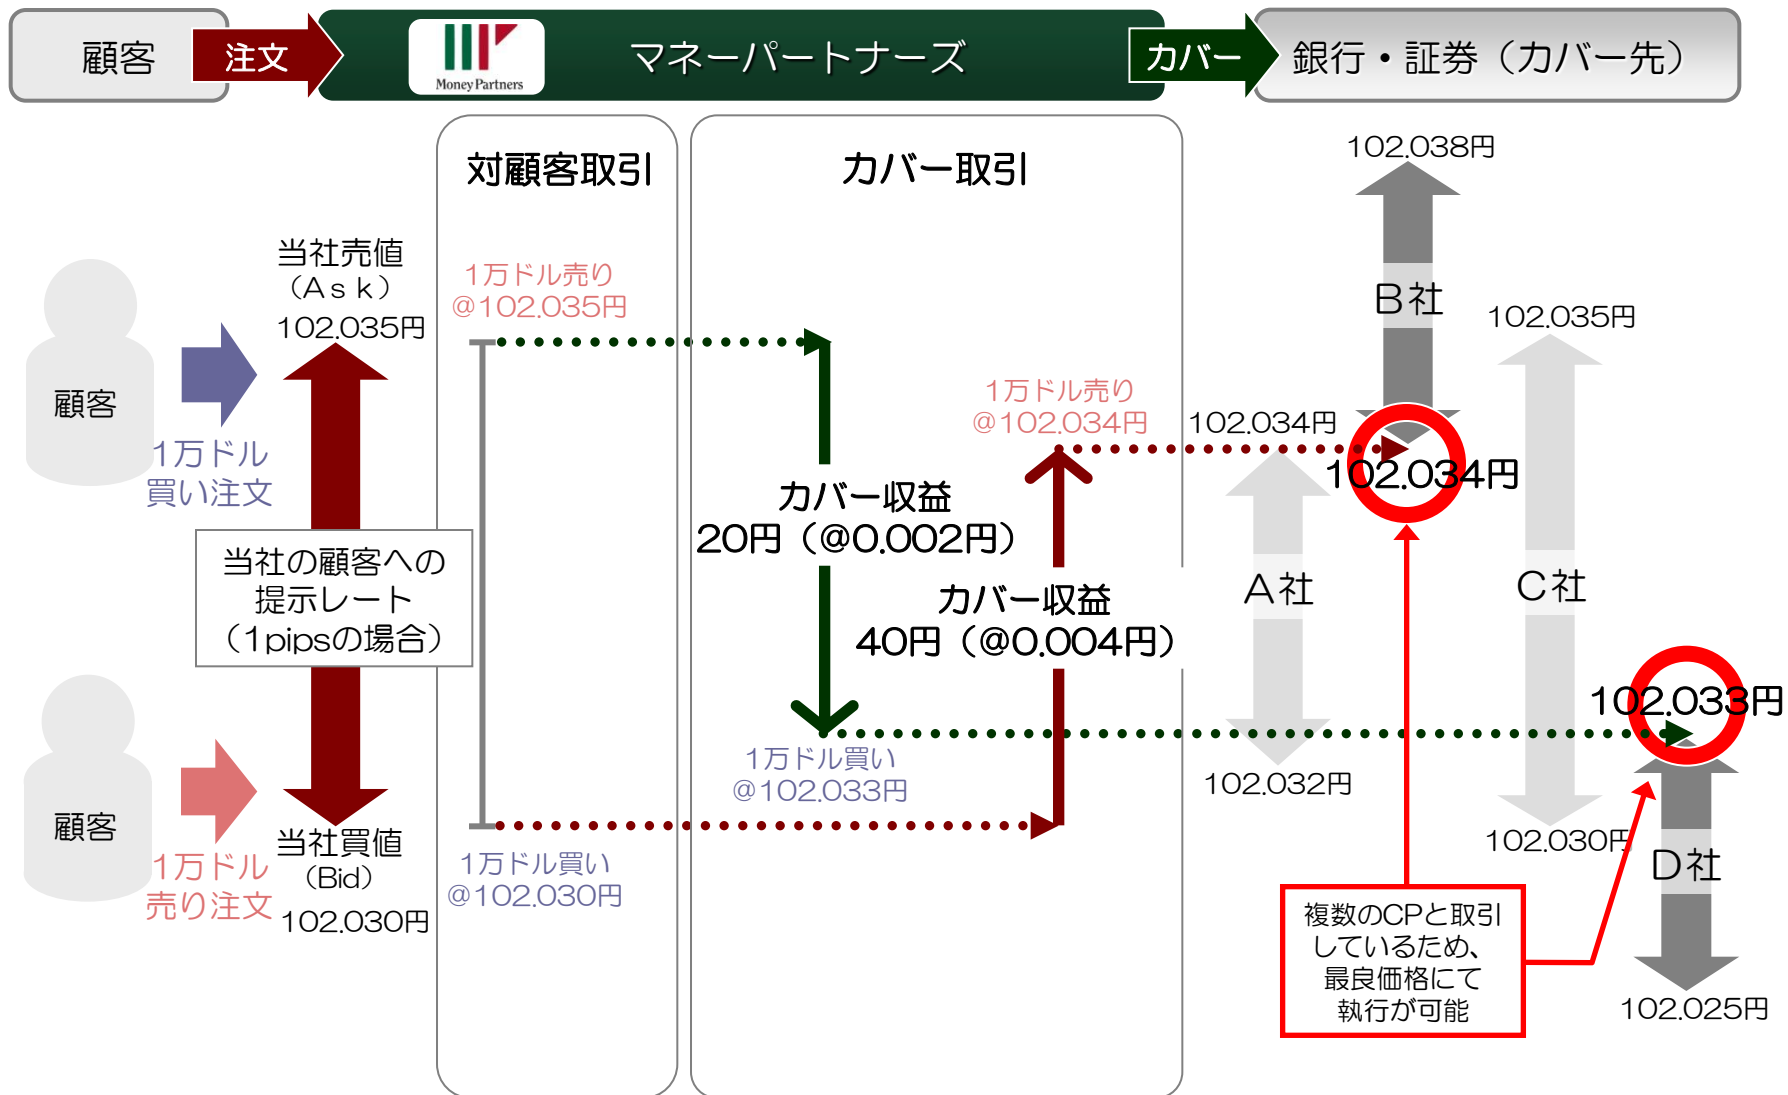 顧客
注文
Money Partners
マネーパートナーズ
カバー
銀行・証券（カバー先）
対顧客取引
カバー取引
102.038円
当社売値
（Ａｓｋ）
102.035円
1万ドル売り
@102.035円
B社
102.035円
顧客
1万ドル
買い注文
1万ドル売り
@102.034円
102.034円
102.034円
カバー収益
20円（@0.002円）
当社の顧客への
提示レート
（1pipsの場合）
カバー収益
40円（@0.004円）
A社
C社
102.033円
1万ドル買い
@102.033円
102.032円
顧客
1万ドル
売り注文
当社買値
（Bid）
102.030円
1万ドル買い
@102.030円
102.030円
D社
複数のCPと取引
しているため、
最良価格にて
執行が可能
102.025円